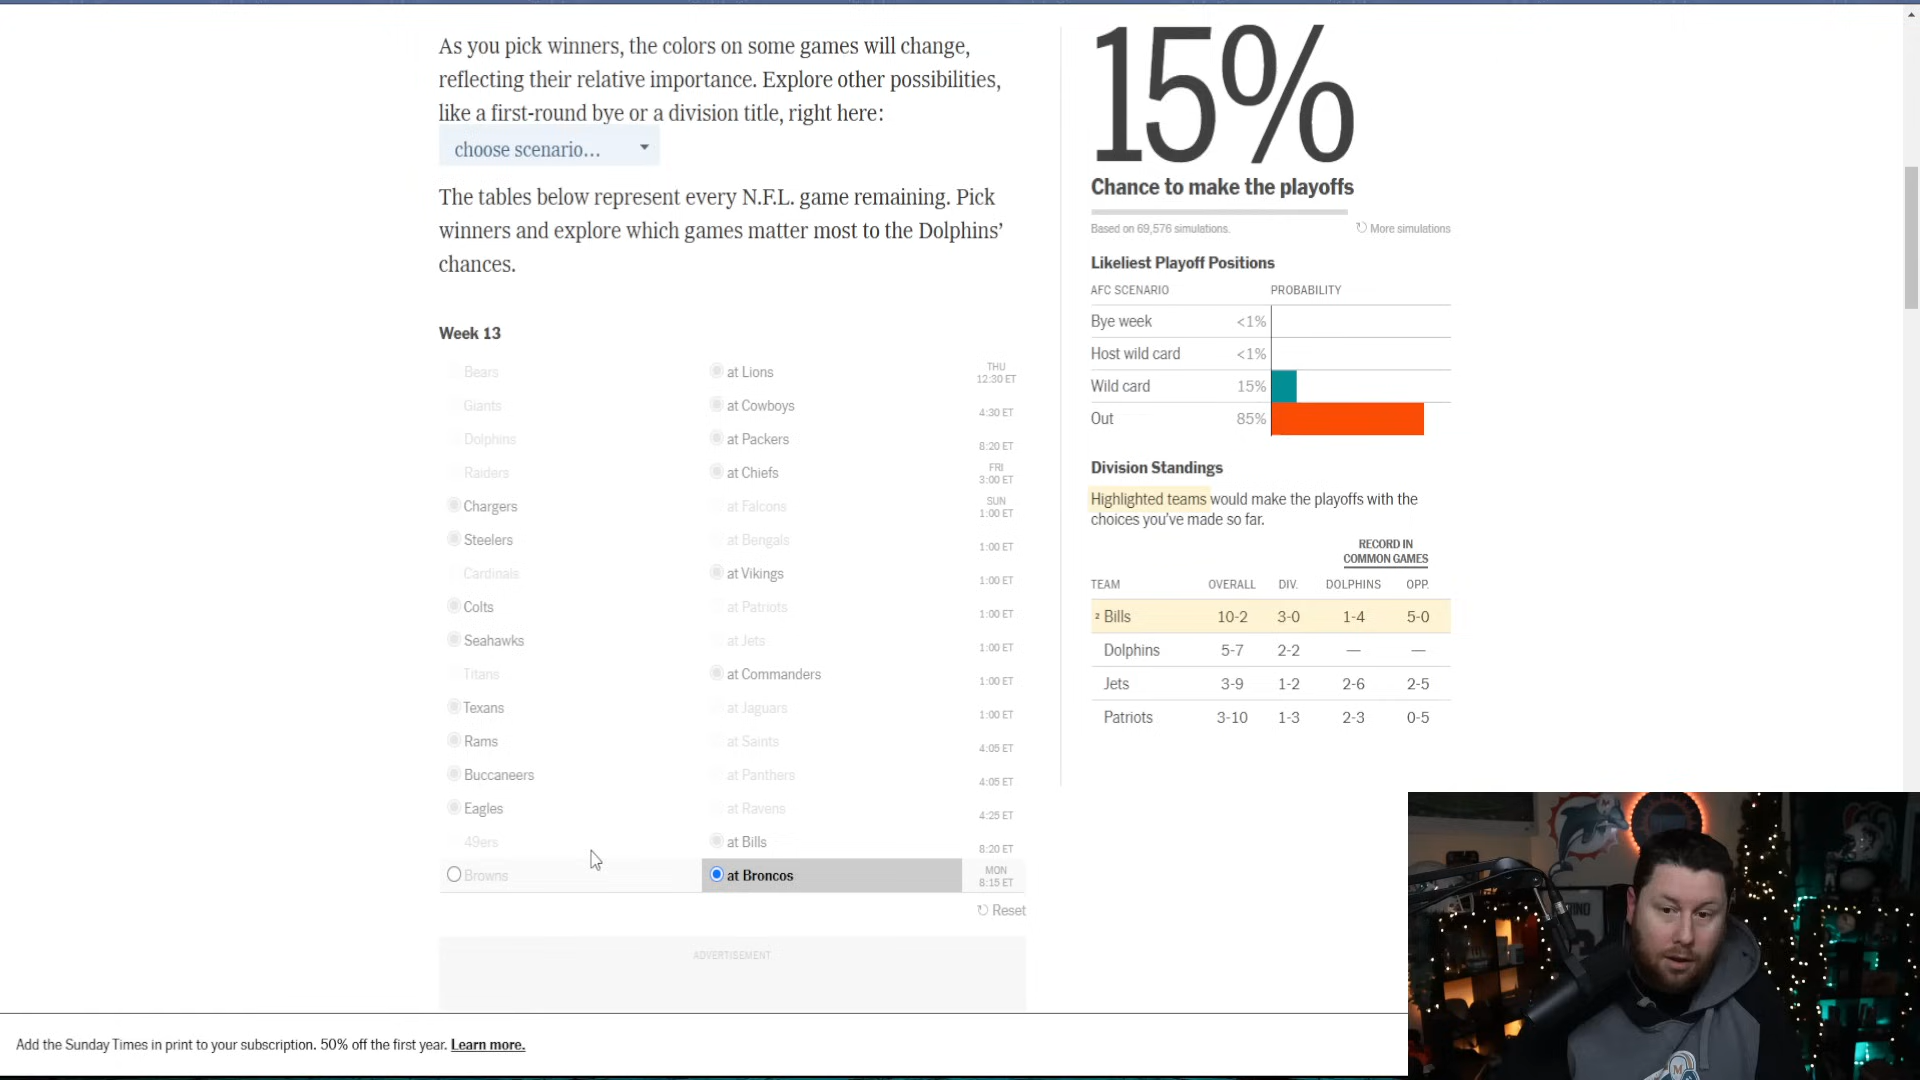 As you pick winners, the colors on some games will change,
reflecting their relative importance. Explore other possibilities,
like a first-round bye or a division title, right here:
choose scenario...
The tables below represent every N.F.L. game remaining. Pick
winners and explore which games matter most to the Dolphins'
chances.
Week 13
Bears at Lions THU 12:30 ET
Giants at Cowboys 4:30 ET
Dolphins at Packers 8:20 ET
Raiders at Chiefs FRI 3:00 ET
Chargers at Falcons SUN 1:00 ET
Steelers at Bengals 1:00 ET
Cardinals at Vikings 1:00 ET
Colts at Patriots 1:00 ET
Seahawks at Jets 1:00 ET
Titans at Commanders 1:00 ET
Texans at Jaguars 1:00 ET
Rams at Saints 4:05 ET
Buccaneers at Panthers 4:05 ET
Eagles at Ravens 4:25 ET
49ers at Bills 8:20 ET
Browns at Broncos MON 8:15 ET
Reset
ADVERTISEMENT
15%
Chance to make the playoffs
Based on 69,576 simulations. More simulations
Likeliest Playoff Positions
AFC SCENARIO PROBABILITY
Bye week <1%
Host wild card <1%
Wild card 15%
Out 85%
Division Standings
Highlighted teams would make the playoffs with the
choices you've made so far.
RECORD IN
COMMON GAMES
TEAM OVERALL DIV. DOLPHINS OPP.
2 Bills 10-2 3-0 1-4 5-0
Dolphins 5-7 2-2 — —
Jets 3-9 1-2 2-6 2-5
Patriots 3-10 1-3 2-3 0-5
Add the Sunday Times in print to your subscription. 50% off the first year. Learn more.